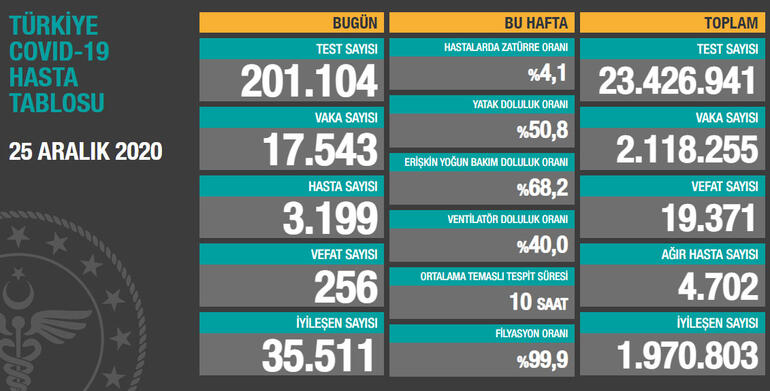 TÜRKİYE
COVID-19
HASTA
TABLOSU
25 ARALIK 2020
BUGÜN
TEST SAYISI
201.104
VAKA SAYISI
17.543
HASTA SAYISI
3.199
VEFAT SAYISI
256
İYİLEŞEN SAYISI
35.511
BU HAFTA
HASTALARDA ZATÜRRE ORANI
%4,1
YATAK DOLULUK ORANI
%50,8
ERİŞKİN YOĞUN BAKIM DOLULUK ORANI
%68,2
VENTİLATÖR DOLULUK ORANI
%40,0
ORTALAMA TEMASLI TESPİT SÜRESİ
10 SAAT
FİLYASYON ORANI
%99,9
TOPLAM
TEST SAYISI
23.426.941
VAKA SAYISI
2.118.255
VEFAT SAYISI
19.371
AĞIR HASTA SAYISI
4.702
İYİLEŞEN SAYISI
1.970.803